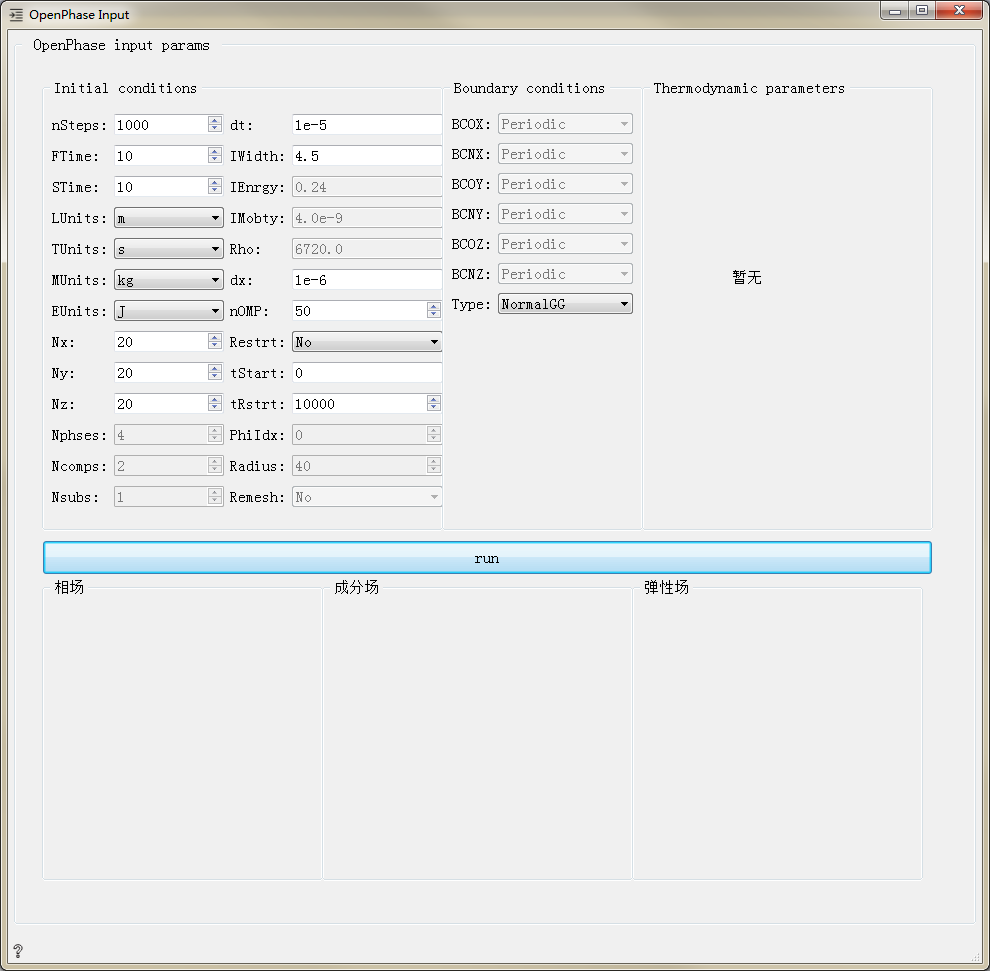 OpenPhase Input
OpenPhase input params
Initial conditions
nSteps: 1000 dt: 1e-5
FTime: 10 IWidth: 4.5
STime: 10 IEnrgy: 0.24
LUnits: m IMobty: 4.0e-9
TUnits: s Rho: 6720.0
MUnits: kg dx: 1e-6
EUnits: J nOMP: 50
Nx: 20 Restrt: No
Ny: 20 tStart: 0
Nz: 20 tRstrt: 10000
Nphses: 4 PhiIdx: 0
Ncomps: 2 Radius: 40
Nsubs: 1 Remesh: No
Boundary conditions
BCOX: Periodic
BCNX: Periodic
BCOY: Periodic
BCNY: Periodic
BCOZ: Periodic
BCNZ: Periodic
Type: NormalGG
Thermodynamic parameters
暂无
run
相场
成分场
弹性场
?